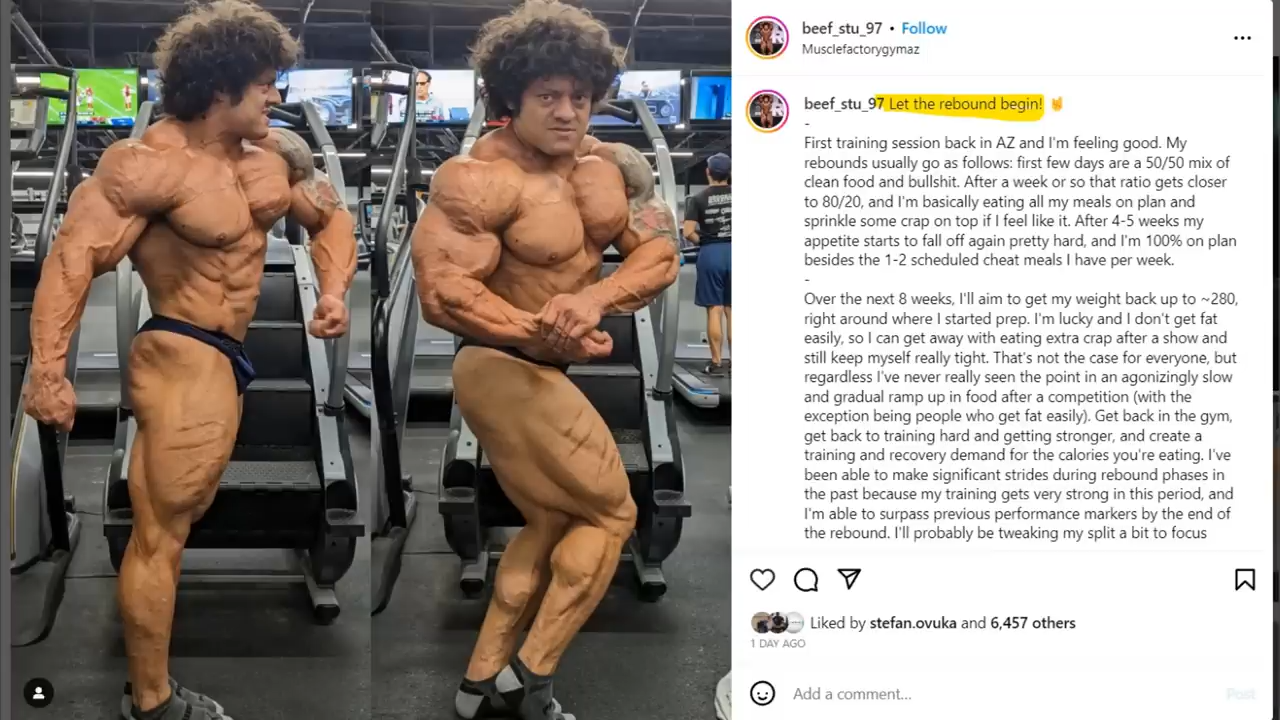 beef_stu_97 • Follow
Musclefactorygymaz
beef_stu_97 Let the rebound begin! 🤘
-
First training session back in AZ and I'm feeling good. My
rebounds usually go as follows: first few days are a 50/50 mix of
clean food and bullshit. After a week or so that ratio gets closer
to 80/20, and I'm basically eating all my meals on plan and
sprinkle some crap on top if I feel like it. After 4-5 weeks my
appetite starts to fall off again pretty hard, and I'm 100% on plan
besides the 1-2 scheduled cheat meals I have per week.
-
Over the next 8 weeks, I'll aim to get my weight back up to ~280,
right around where I started prep. I'm lucky and I don't get fat
easily, so I can get away with eating extra crap after a show and
still keep myself really tight. That's not the case for everyone, but
regardless I've never really seen the point in an agonizingly slow
and gradual ramp up in food after a competition (with the
exception being people who get fat easily). Get back in the gym,
get back to training hard and getting stronger, and create a
training and recovery demand for the calories you're eating. I've
been able to make significant strides during rebound phases in
the past because my training gets very strong in this period, and
I'm able to surpass previous performance markers by the end of
the rebound. I'll probably be tweaking my split a bit to focus
Liked by stefan.ovuka and 6,457 others
1 DAY AGO
Add a comment...
Post